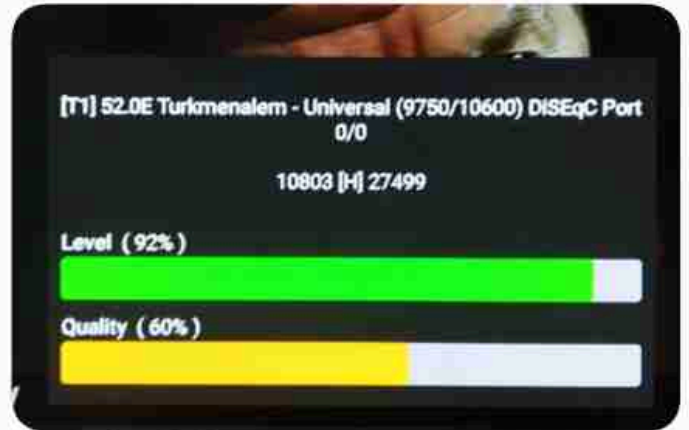 [T1] 52.0E Turkmenalem - Universal (9750/10600) DISEqC Port
0/0
10803 [H] 27499
Level ( 92% )
Quality ( 60% )